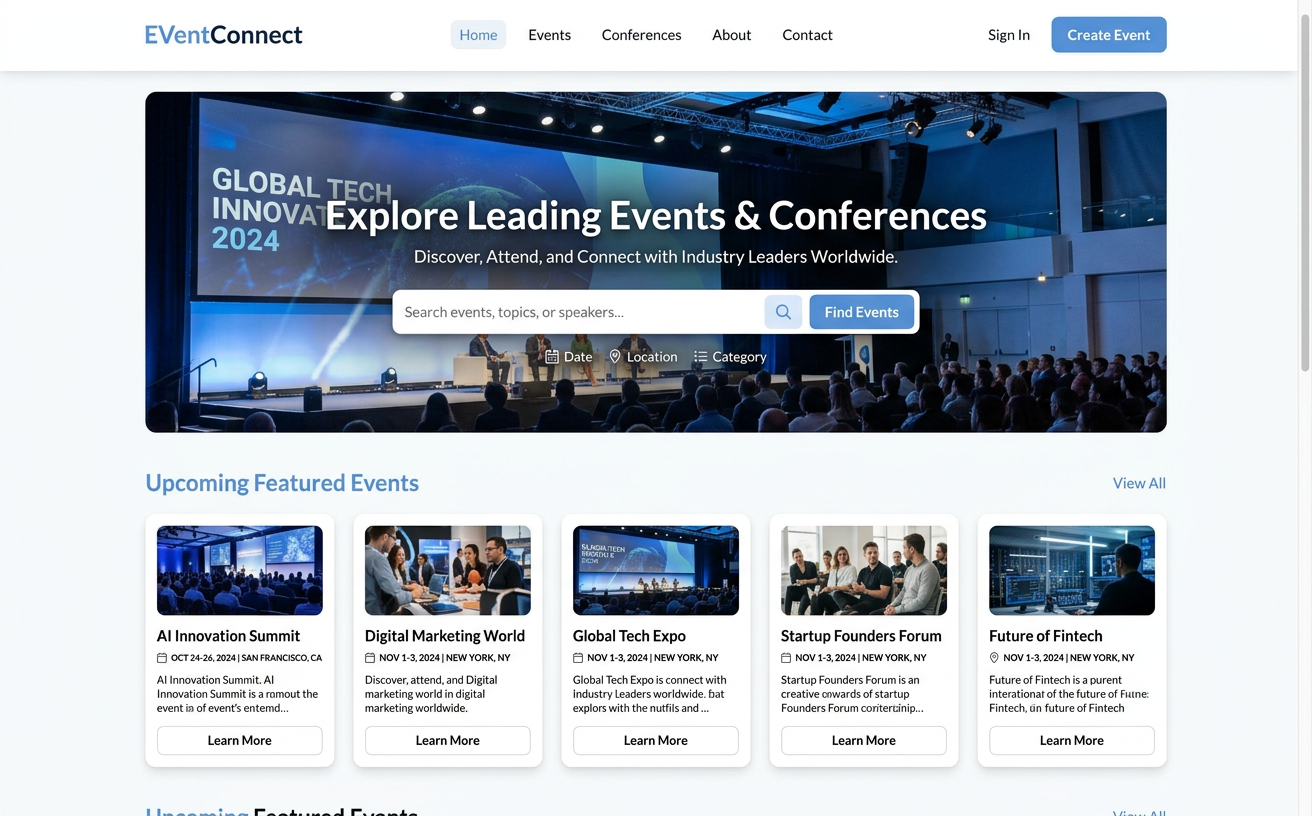 EVentConnect
Home
Events
Conferences
About
Contact
Sign In
Create Event
GLOBAL TECH
2024
Explore Leading Events & Conferences
Discover, Attend, and Connect with Industry Leaders Worldwide.
Search events, topics, or speakers...
Find Events
Date
Location
Category
Upcoming Featured Events
View All
AI Innovation Summit
OCT 24-26, 2024 | SAN FRANCISCO, CA
AI Innovation Summit. AI
Innovation Summit is a romout the
event in of event's entemd...
Learn More
Digital Marketing World
NOV 1-3, 2024 | NEW YORK, NY
Discover, attend, and Digital
marketing world in digital
marketing worldwide.
Learn More
Global Tech Expo
NOV 1-3, 2024 | NEW YORK, NY
Global Tech Expo is connect with
Industry Leaders worldwide.
explors with the and ...
Learn More
Startup Founders Forum
NOV 1-3, 2024 | NEW YORK, NY
Startup Founders Forum is an
creative of startup
Founders Forum
Learn More
Future of Fintech
NOV 1-3, 2024 | NEW YORK, NY
Future of Fintech is a purent
international of the future of
Fintech, future of Fintech
Learn More
Upcoming Featured Events
View All